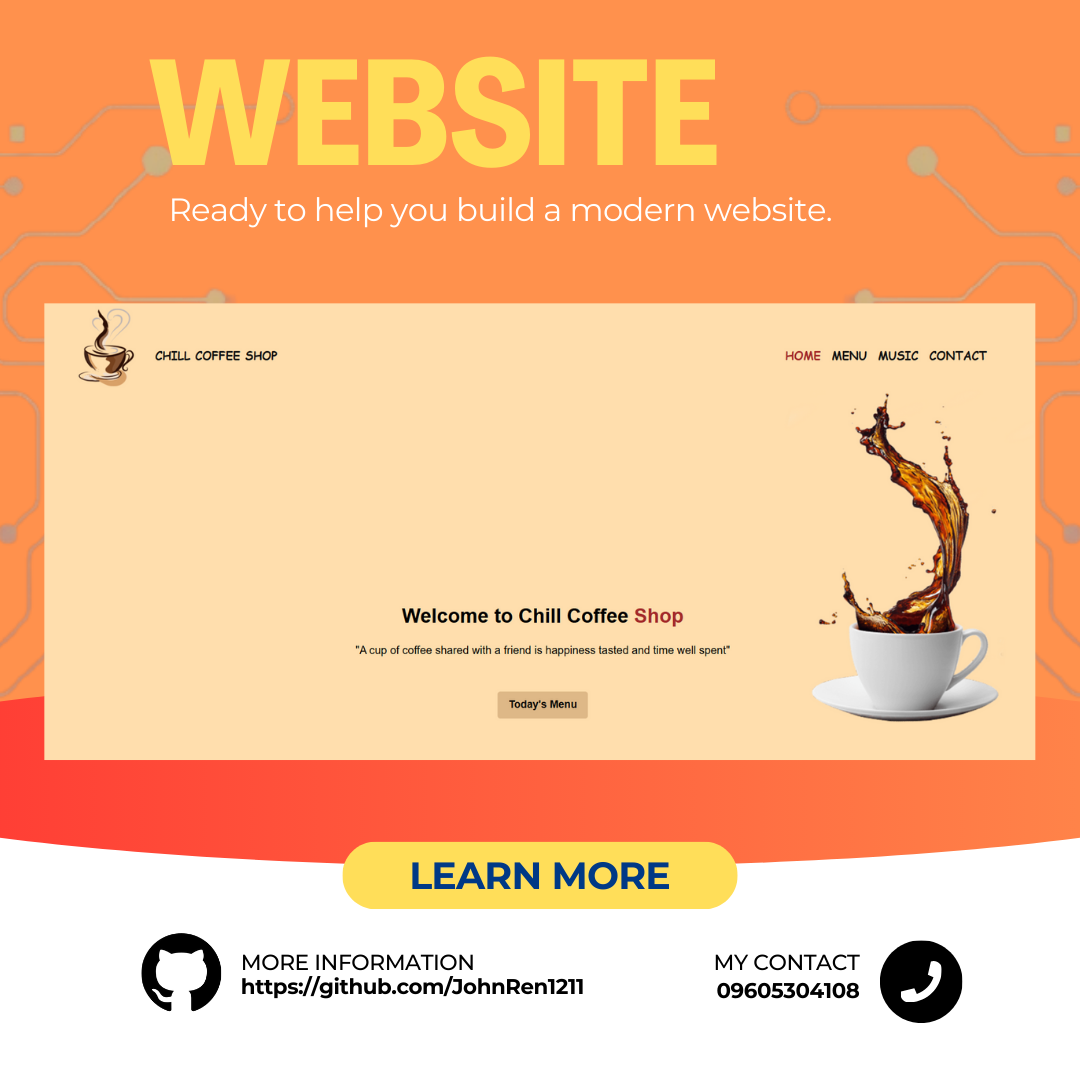 WEBSITE
Ready to help you build a modern website.
CHILL COFFEE SHOP
HOME MENU MUSIC CONTACT
Welcome to Chill Coffee Shop
"A cup of coffee shared with a friend is happiness tasted and time well spent"
Today's Menu
LEARN MORE
MORE INFORMATION
https://github.com/JohnRen1211
MY CONTACT
09605304108